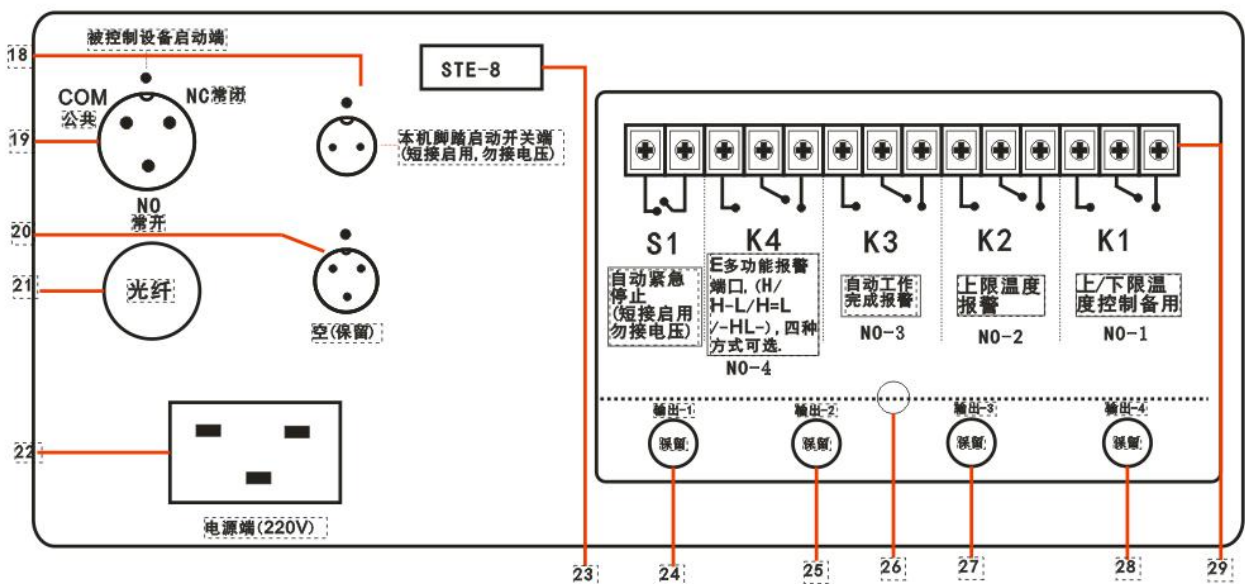 18
被控制设备启动端
COM
公共
NC常闭
19
NO
常开
本机脚踏启动开关端
(短接启用,勿接电压)
STE-8
20
21
光纤
空(保留)
22
电源端(220V)
S1
自动紧急
停止
(短接启用
勿接电压)
K4
E多功能报警
端口, (H/
H-L/H=L
/-HL-), 四种
方式可选.
NO-4
K3
自动工作
完成报警
NO-3
K2
上限温度
报警
NO-2
K1
上/下限温
度控制备用
NO-1
输出-1
保留
输出-2
保留
输出-3
保留
输出-4
保留
23
24
25
26
27
28
29